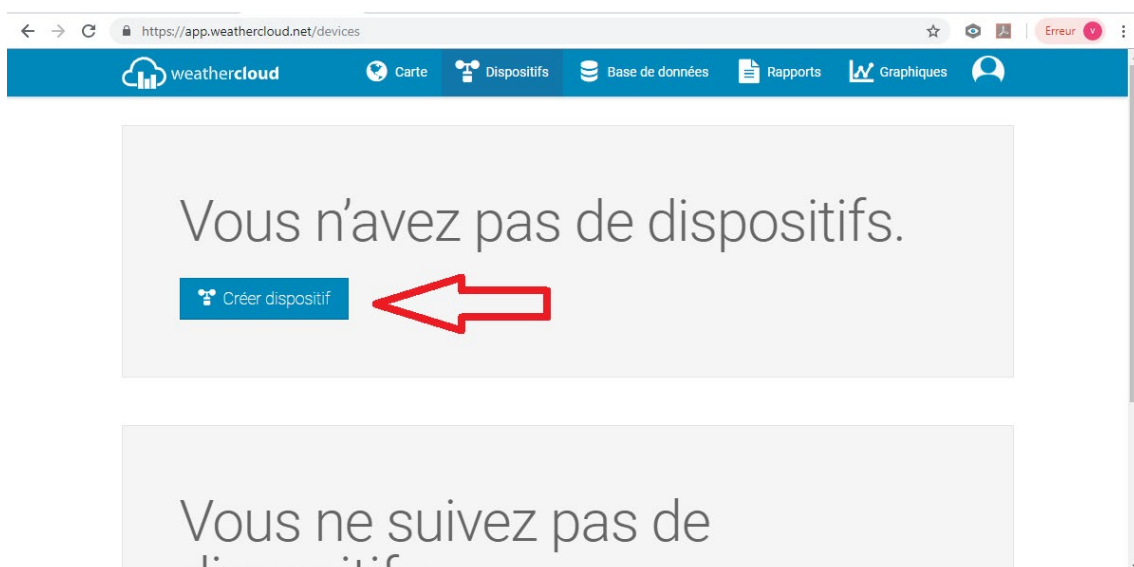 https://app.weathercloud.net/devices
Erreur
V
weathercloud
Carte
Dispositifs
Base de données
Rapports
Graphiques
Vous n'avez pas de dispositifs.
Créer dispositif
Vous ne suivez pas de